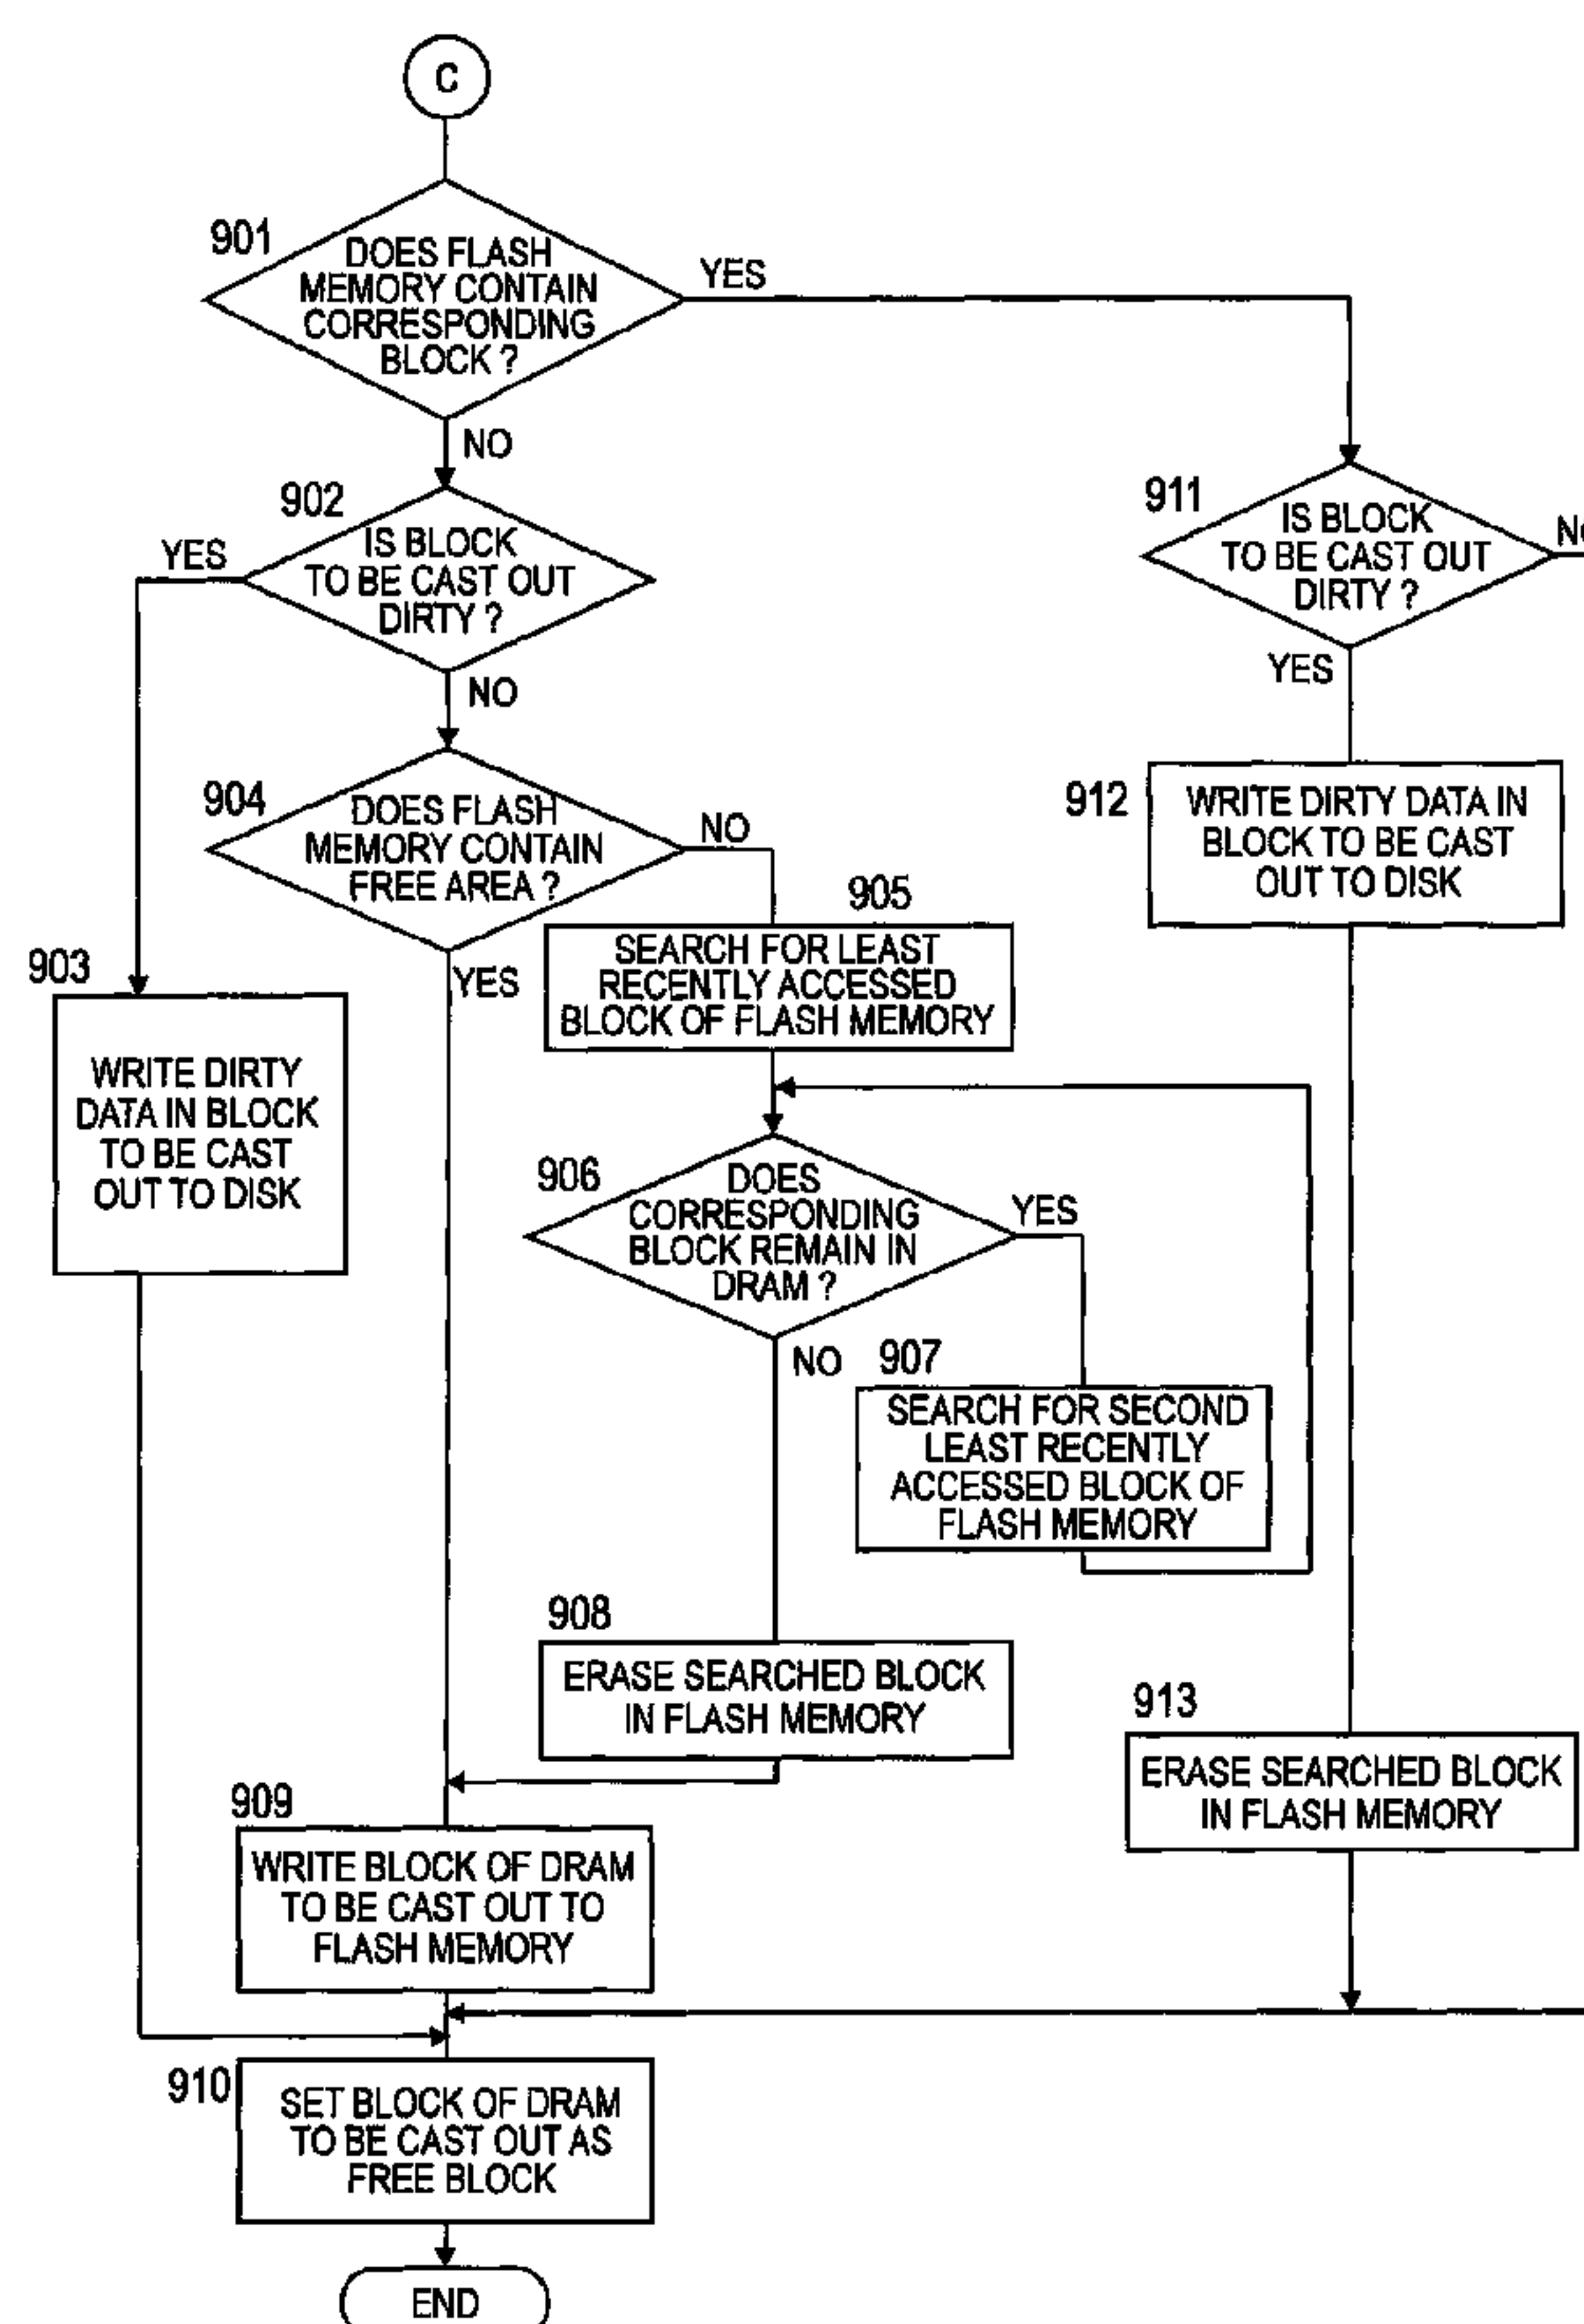 C
901
DOES FLASH
MEMORY CONTAIN
CORRESPONDING
BLOCK ?
YES
NO
902
IS BLOCK
TO BE CAST OUT
DIRTY ?
YES
NO
911
IS BLOCK
TO BE CAST OUT
DIRTY ?
NO
YES
904
DOES FLASH
MEMORY CONTAIN
FREE AREA ?
NO
YES
912
WRITE DIRTY DATA IN
BLOCK TO BE CAST
OUT TO DISK
905
SEARCH FOR LEAST
RECENTLY ACCESSED
BLOCK OF FLASH MEMORY
903
WRITE DIRTY
DATA IN BLOCK
TO BE CAST
OUT TO DISK
906
DOES
CORRESPONDING
BLOCK REMAIN IN
DRAM ?
YES
NO
907
SEARCH FOR SECOND
LEAST RECENTLY
ACCESSED BLOCK OF
FLASH MEMORY
908
ERASE SEARCHED BLOCK
IN FLASH MEMORY
913
ERASE SEARCHED BLOCK
IN FLASH MEMORY
909
WRITE BLOCK OF DRAM
TO BE CAST OUT TO
FLASH MEMORY
910
SET BLOCK OF DRAM
TO BE CAST OUT AS
FREE BLOCK
END